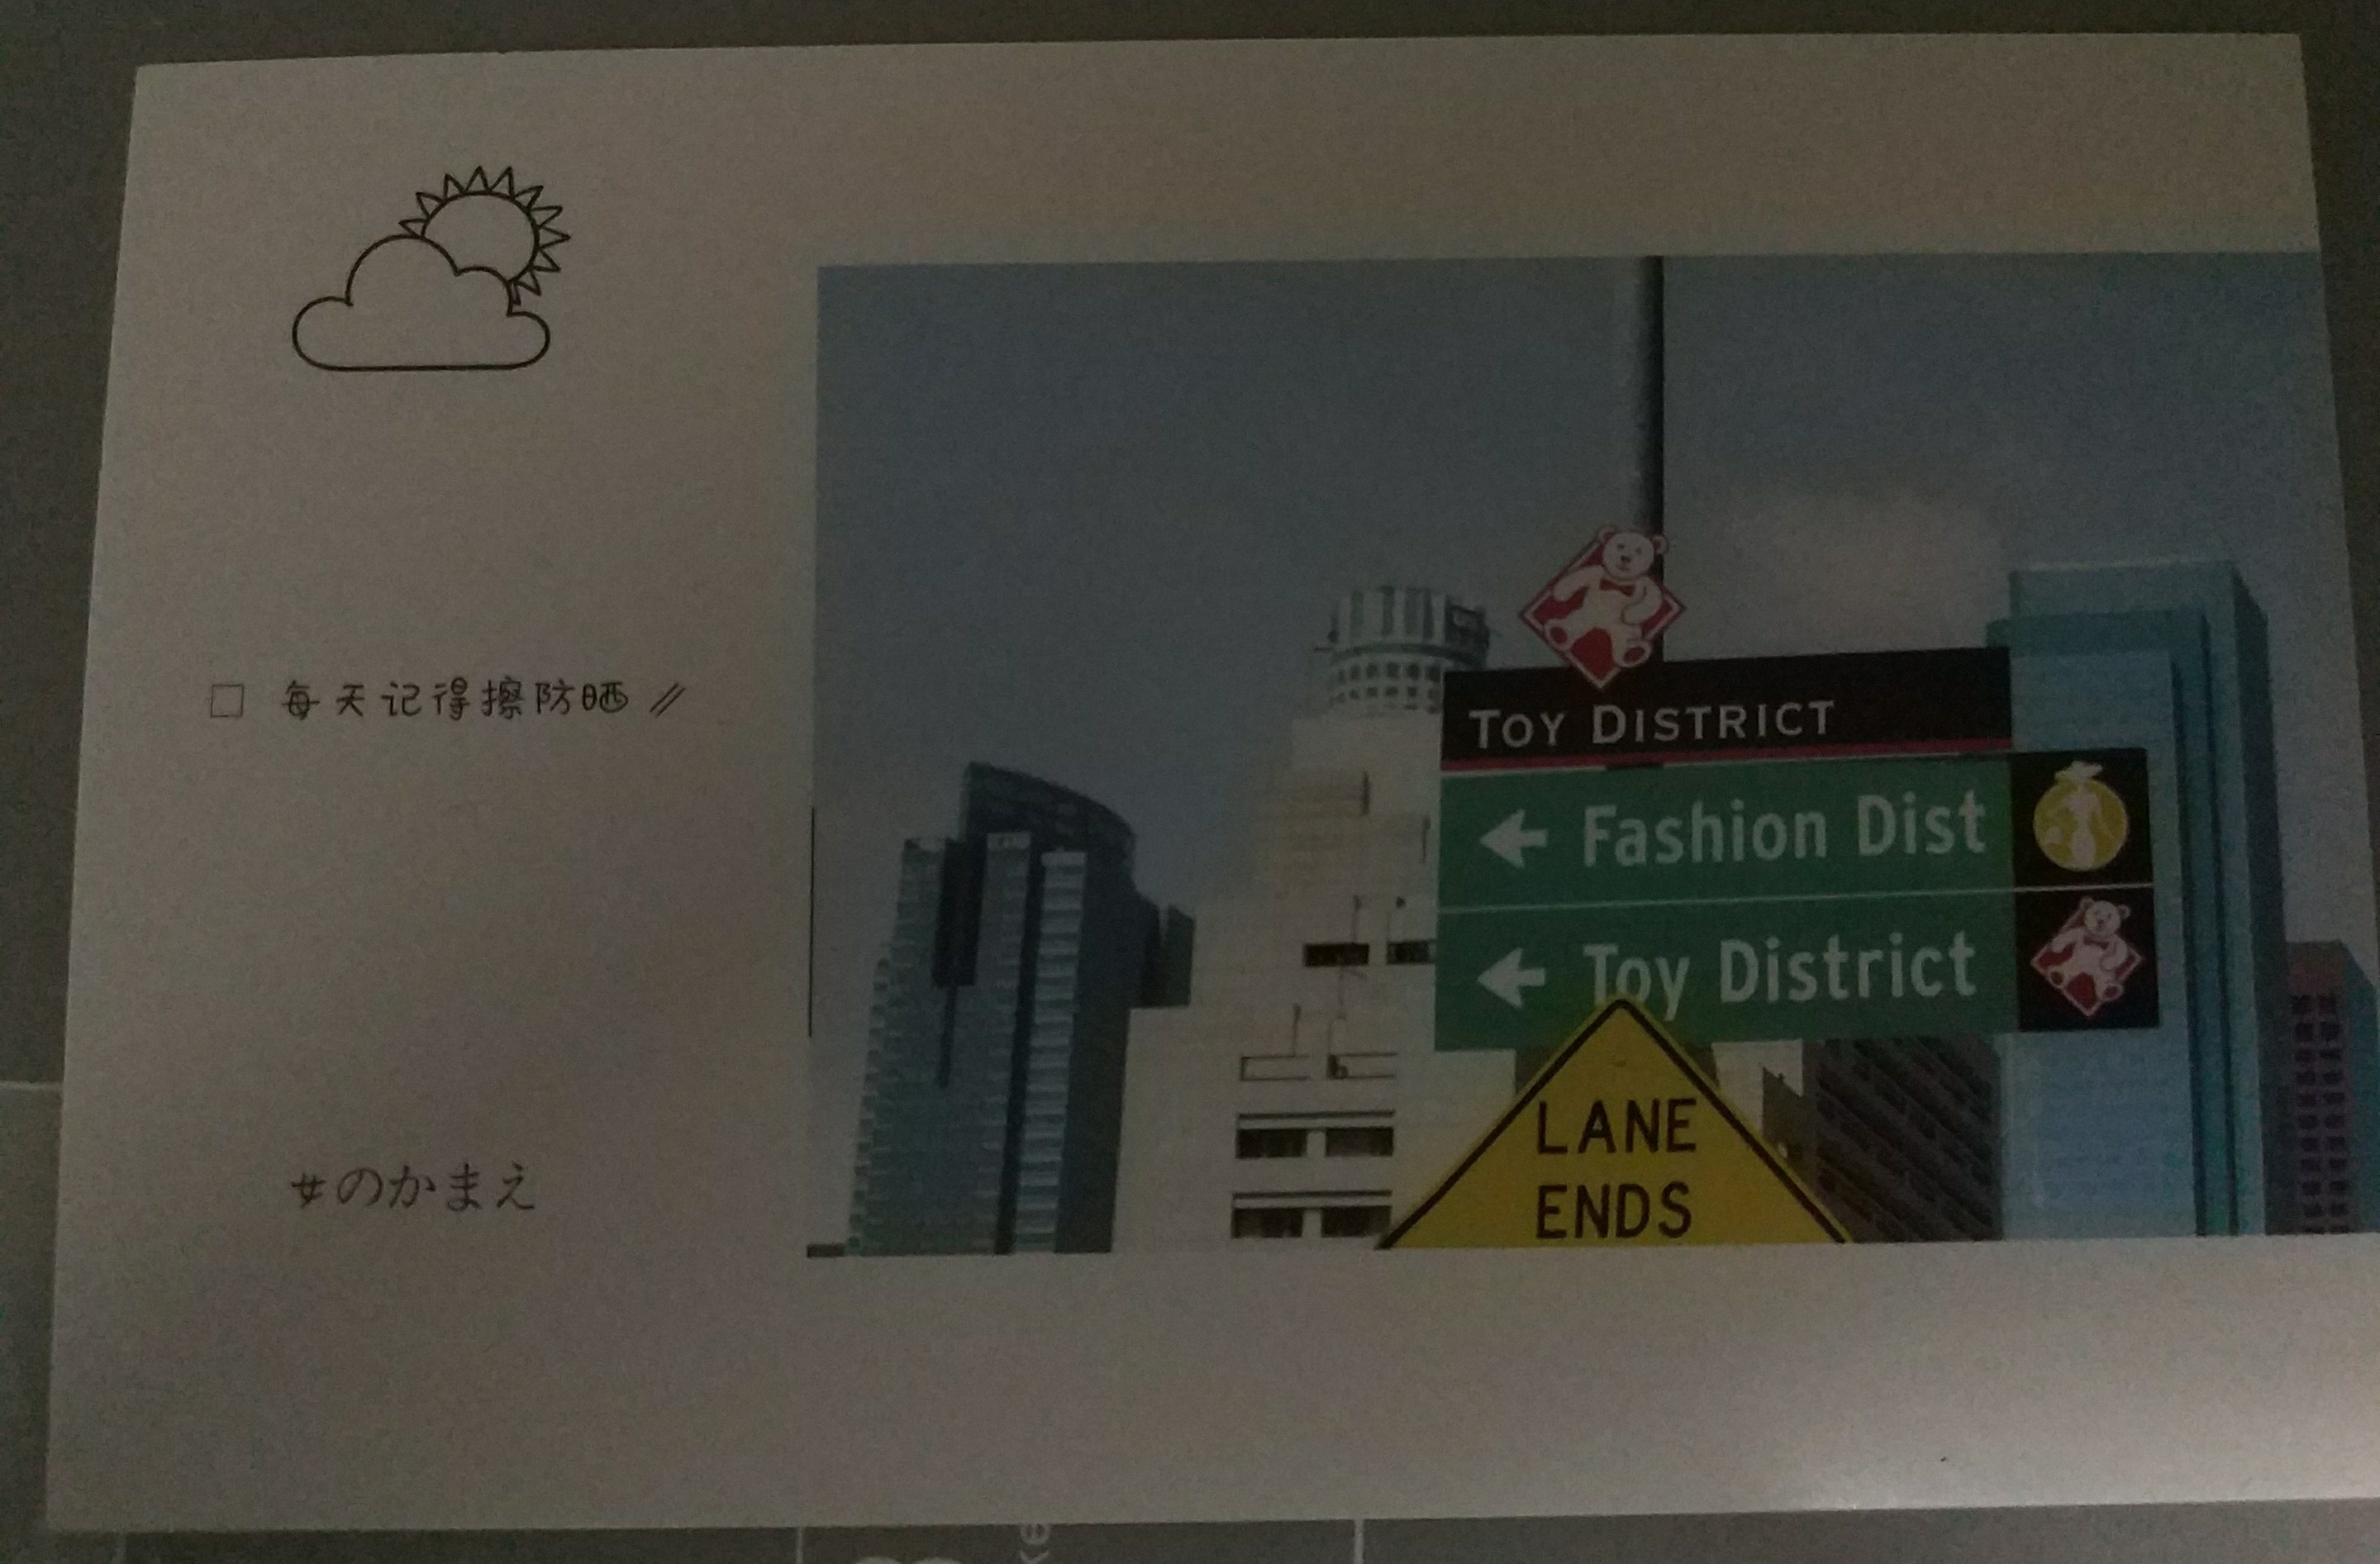 □ 每天记得擦防晒 //
女のかまえ
TOY DISTRICT
← Fashion Dist
← Toy District
LANE
ENDS